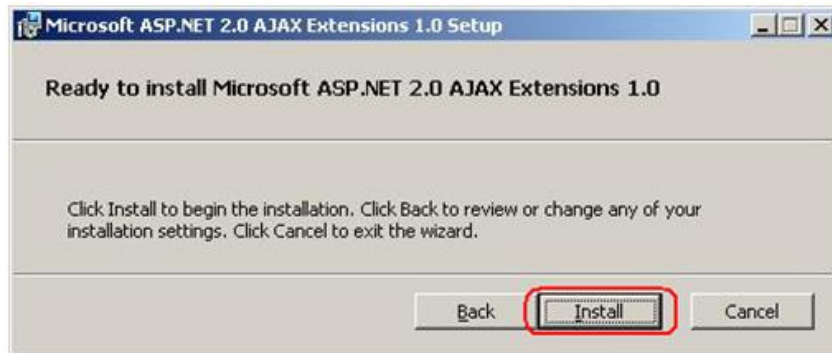 Microsoft ASP.NET 2.0 AJAX Extensions 1.0 Setup
Ready to install Microsoft ASP.NET 2.0 AJAX Extensions 1.0
Click Install to begin the installation. Click Back to review or change any of your
installation settings. Click Cancel to exit the wizard.
Back Install Cancel